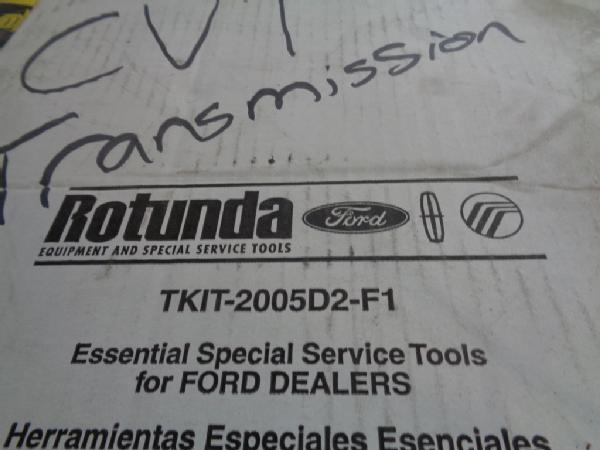 CVT
Transmission
Rotunda Ford
EQUIPMENT AND SPECIAL SERVICE TOOLS
TKIT-2005D2-F1
Essential Special Service Tools
for FORD DEALERS
Herramientas Especiales Esenciales